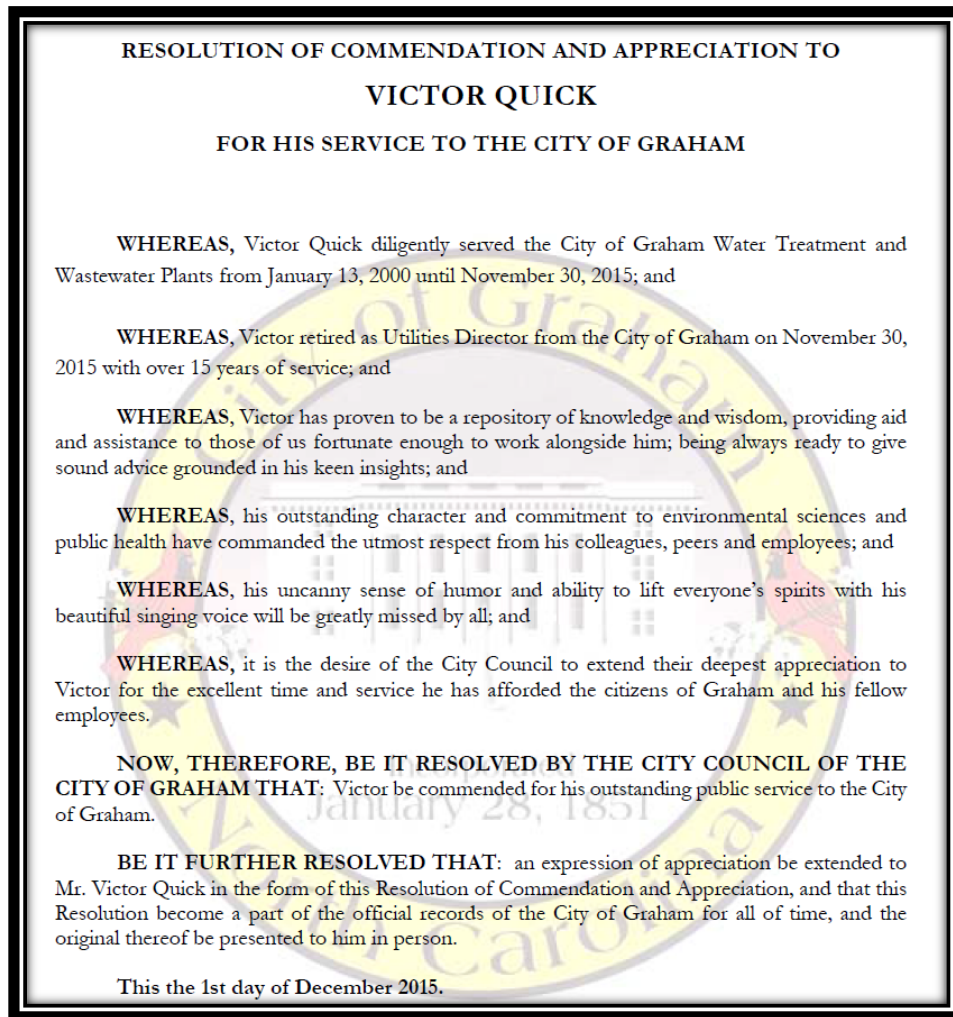 RESOLUTION OF COMMENDATION AND APPRECIATION TO
VICTOR QUICK
FOR HIS SERVICE TO THE CITY OF GRAHAM
WHEREAS, Victor Quick diligently served the City of Graham Water Treatment and
Wastewater Plants from January 13, 2000 until November 30, 2015; and
WHEREAS, Victor retired as Utilities Director from the City of Graham on November 30,
2015 with over 15 years of service; and
WHEREAS, Victor has proven to be a repository of knowledge and wisdom, providing aid
and assistance to those of us fortunate enough to work alongside him; being always ready to give
sound advice grounded in his keen insights; and
WHEREAS, his outstanding character and commitment to environmental sciences and
public health have commanded the utmost respect from his colleagues, peers and employees; and
WHEREAS, his uncanny sense of humor and ability to lift everyone's spirits with his
beautiful singing voice will be greatly missed by all; and
WHEREAS, it is the desire of the City Council to extend their deepest appreciation to
Victor for the excellent time and service he has afforded the citizens of Graham and his fellow
employees.
NOW, THEREFORE, BE IT RESOLVED BY THE CITY COUNCIL OF THE
CITY OF GRAHAM THAT: Victor be commended for his outstanding public service to the City
of Graham.
BE IT FURTHER RESOLVED THAT: an expression of appreciation be extended to
Mr. Victor Quick in the form of this Resolution of Commendation and Appreciation, and that this
Resolution become a part of the official records of the City of Graham for all of time, and the
original thereof be presented to him in person.
This the 1st day of December 2015.
City of Graham
Incorporated
January 28, 1851
North Carolina